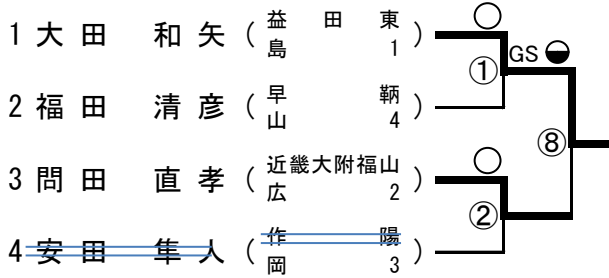 1 大田 和矢 (益田東 島1)
① GS
2 福田 清彦 (早鞆 山4)
⑧
3 問田 直孝 (近畿大附福山 広2)
②
4 安田 隼人 (作陽 岡3)